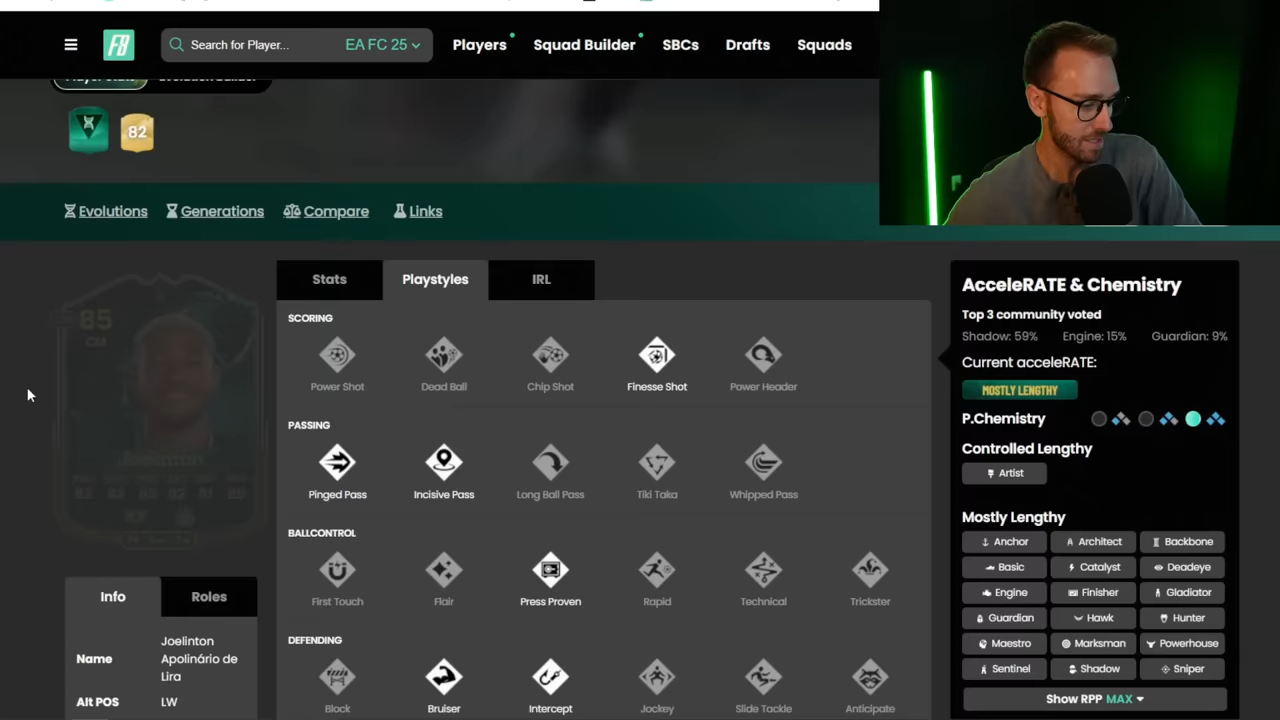 FB
Search for Player...
EA FC 25
Players
Squad Builder
SBCs
Drafts
Squads
82
Evolutions
Generations
Compare
Links
Stats
Playstyles
IRL
SCORING
Power Shot
Dead Ball
Chip Shot
Finesse Shot
Power Header
PASSING
Pinged Pass
Incisive Pass
Long Ball Pass
Tiki Taka
Whipped Pass
BALLCONTROL
First Touch
Flair
Press Proven
Rapid
Technical
Trickster
DEFENDING
Block
Bruiser
Intercept
Jockey
Slide Tackle
Anticipate
85
CM
Joelinton
Info
Roles
Name
Joelinton
Apolinário de
Lira
Alt POS
LW
AcceleRATE & Chemistry
Top 3 community voted
Shadow: 59%
Engine: 15%
Guardian: 9%
Current acceleRATE:
MOSTLY LENGTHY
P.Chemistry
Controlled Lengthy
Artist
Mostly Lengthy
Anchor
Architect
Backbone
Basic
Catalyst
Deadeye
Engine
Finisher
Gladiator
Guardian
Hawk
Hunter
Maestro
Marksman
Powerhouse
Sentinel
Shadow
Sniper
Show RPP MAX